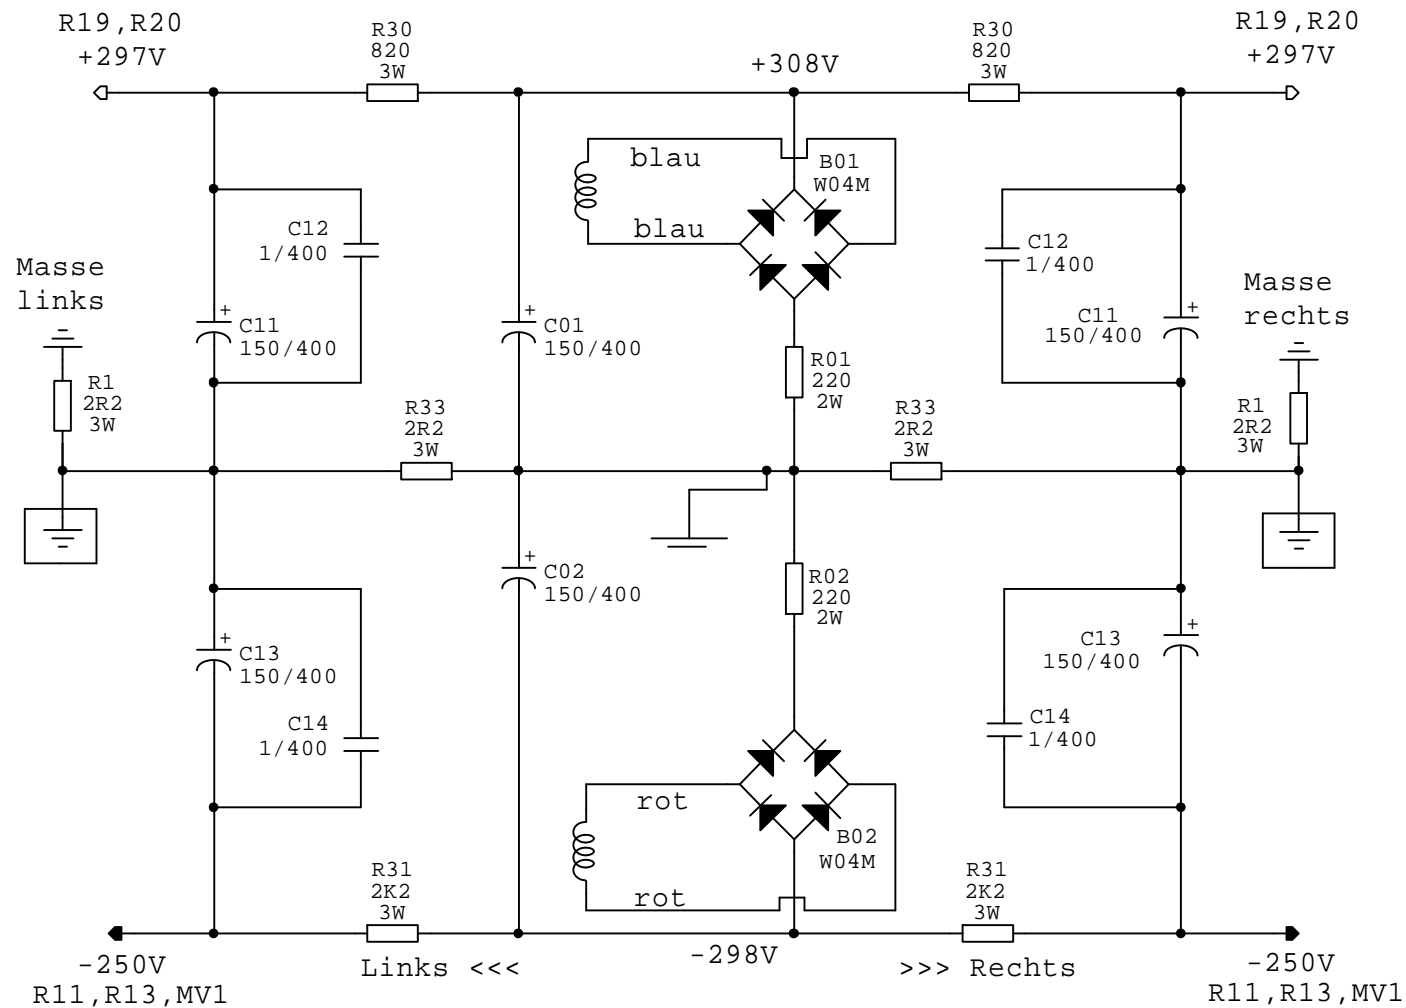 R19,R20
+297V
R30
820
3W
+308V
R30
820
3W
R19,R20
+297V
blau
blau
B01
W04M
C12
1/400
C12
1/400
Masse
links
Masse
rechts
+
C11
150/400
+
C01
150/400
+
C11
150/400
R01
220
2W
R1
2R2
3W
R33
2R2
3W
R33
2R2
3W
R1
2R2
3W
+
C02
150/400
R02
220
2W
+
C13
150/400
+
C13
150/400
C14
1/400
C14
1/400
rot
rot
B02
W04M
R31
2K2
3W
R31
2K2
3W
-250V
R11,R13,MV1
Links <<<
-298V
>>> Rechts
-250V
R11,R13,MV1